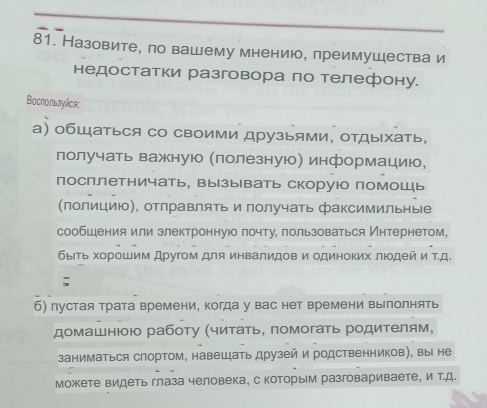 81. Назовите, по вашему мнению, преимущества и
недостатки разговора по телефону.
Воспользуйся:
а) общаться со своими друзьями, отдыхать,
получать важную (полезную) информацию,
посплетничать, вызывать скорую помощь
(полицию), отправлять и получать факсимильные
сообщения или электронную почту, пользоваться Интернетом,
быть хорошим Другом для инвалидов и одиноких людей и т.д.
б) пустая трата времени, когда у вас нет времени выполнять
домашнюю работу (читать, помогать родителям,
заниматься спортом, навещать друзей и родственников), вы не
можете видеть глаза человека, с которым разговариваете, и т.д.